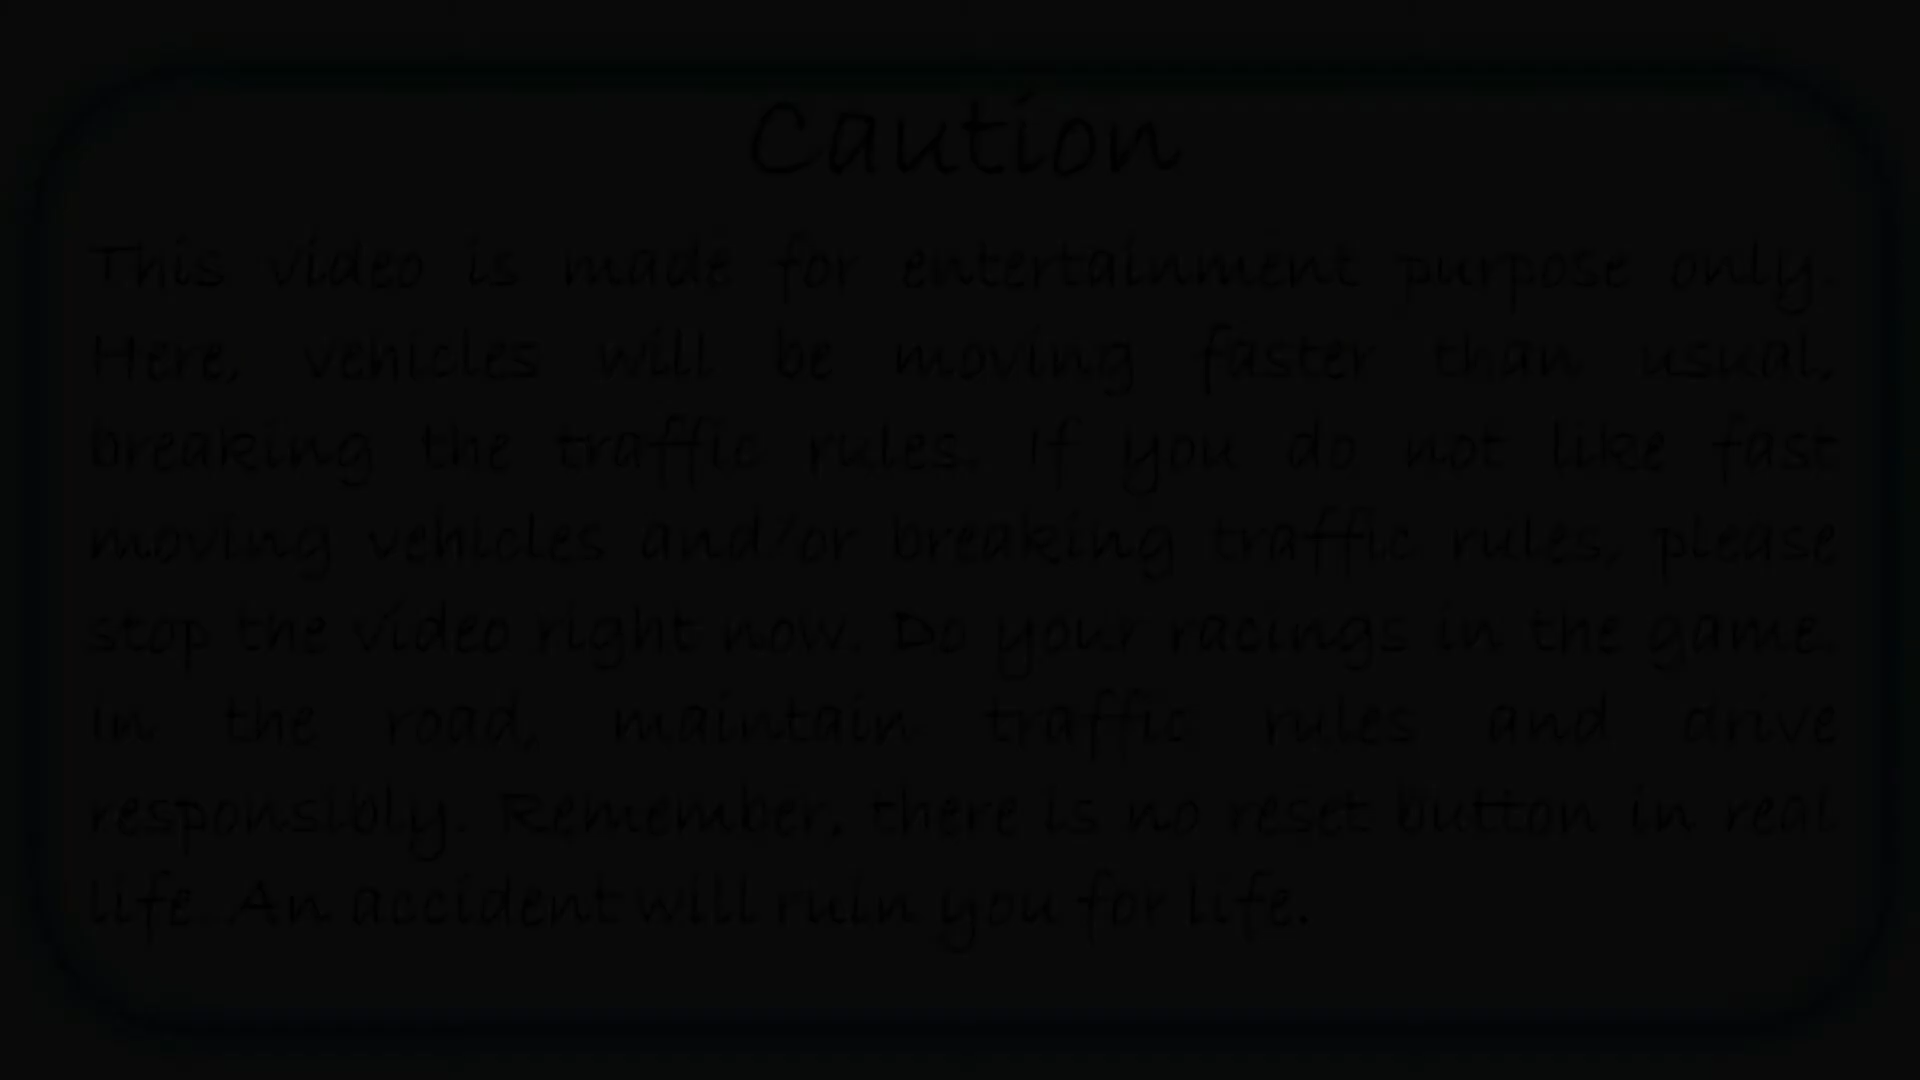 Caution
This video is made for entertainment purpose only.
Here, vehicles will be moving faster than usual,
breaking the traffic rules. If you do not like fast
moving vehicles and/or breaking traffic rules, please
stop the video right now. Do your racings in the game.
In the road, maintain traffic rules and drive
responsibly. Remember, there is no reset button in real
life. An accident will ruin you for life.